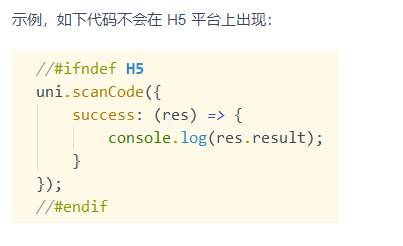 示例，如下代码不会在 H5 平台上出现：
//#ifndef H5
uni.scanCode({
    success: (res) => {
        console.log(res.result);
    }
});
//#endif